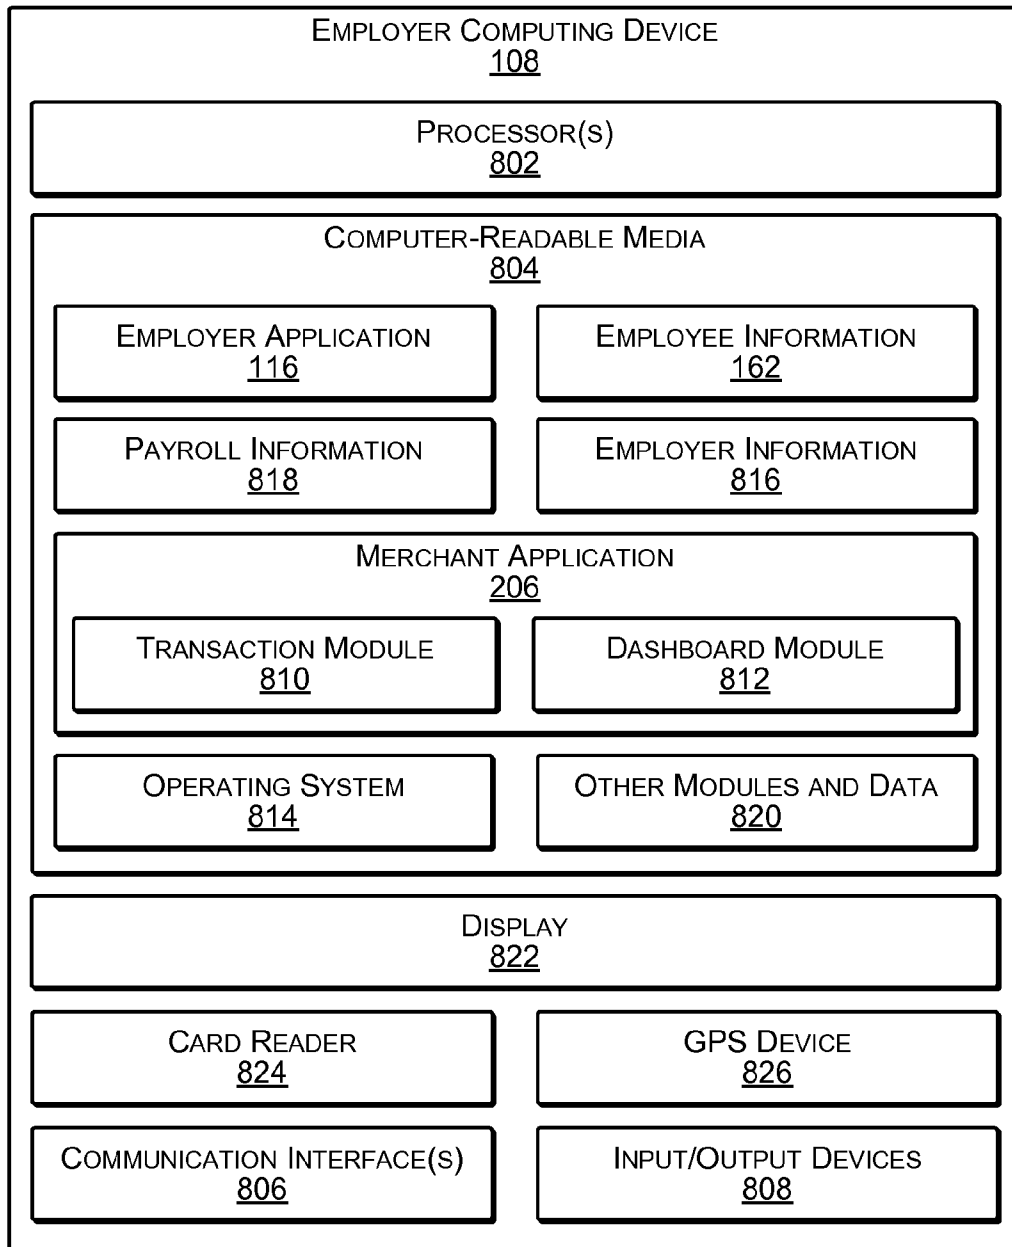 EMPLOYER COMPUTING DEVICE
108
PROCESSOR(S)
802
COMPUTER-READABLE MEDIA
804
EMPLOYER APPLICATION
116
EMPLOYEE INFORMATION
162
PAYROLL INFORMATION
818
EMPLOYER INFORMATION
816
MERCHANT APPLICATION
206
TRANSACTION MODULE
810
DASHBOARD MODULE
812
OPERATING SYSTEM
814
OTHER MODULES AND DATA
820
DISPLAY
822
CARD READER
824
GPS DEVICE
826
COMMUNICATION INTERFACE(S)
806
INPUT/OUTPUT DEVICES
808